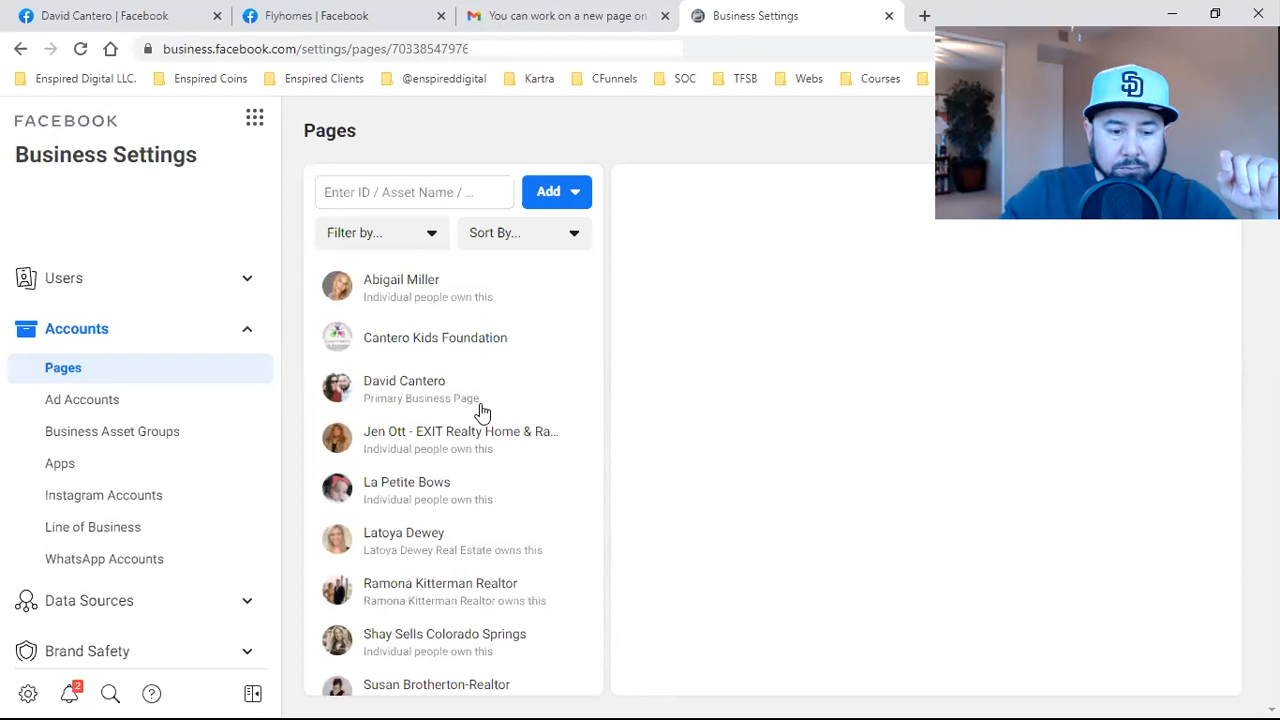 David Cantero | Facebook
Flyhomes | Facebook
You can work on a new page on
Business Settings
business.facebook.com/settings/pages/70338547976
Enspired Digital LLC.
Enspired Coins
Enspired Clients
@enspireddigital
Kartra
CFunnels
SOC
TFSB
Webs
Courses
FACEBOOK
Business Settings
Users
Accounts
Pages
Ad Accounts
Business Asset Groups
Apps
Instagram Accounts
Line of Business
WhatsApp Accounts
Data Sources
Brand Safety
2
Pages
Enter ID / Asset Name / ...
Add
Filter by...
Sort By...
Abigail Miller
Individual people own this
Cantero Kids Foundation
David Cantero
Primary Business Page
Jen Ott - EXIT Realty Home & Ra...
Individual people own this
La Petite Bows
Individual people own this
Latoya Dewey
Latoya Dewey Real Estate owns this
Ramona Kitterman Realtor
Ramona Kitterman Realtor owns this
Shay Sells Colorado Springs
Individual people own this
Susan Brotherton-Realtor
SD